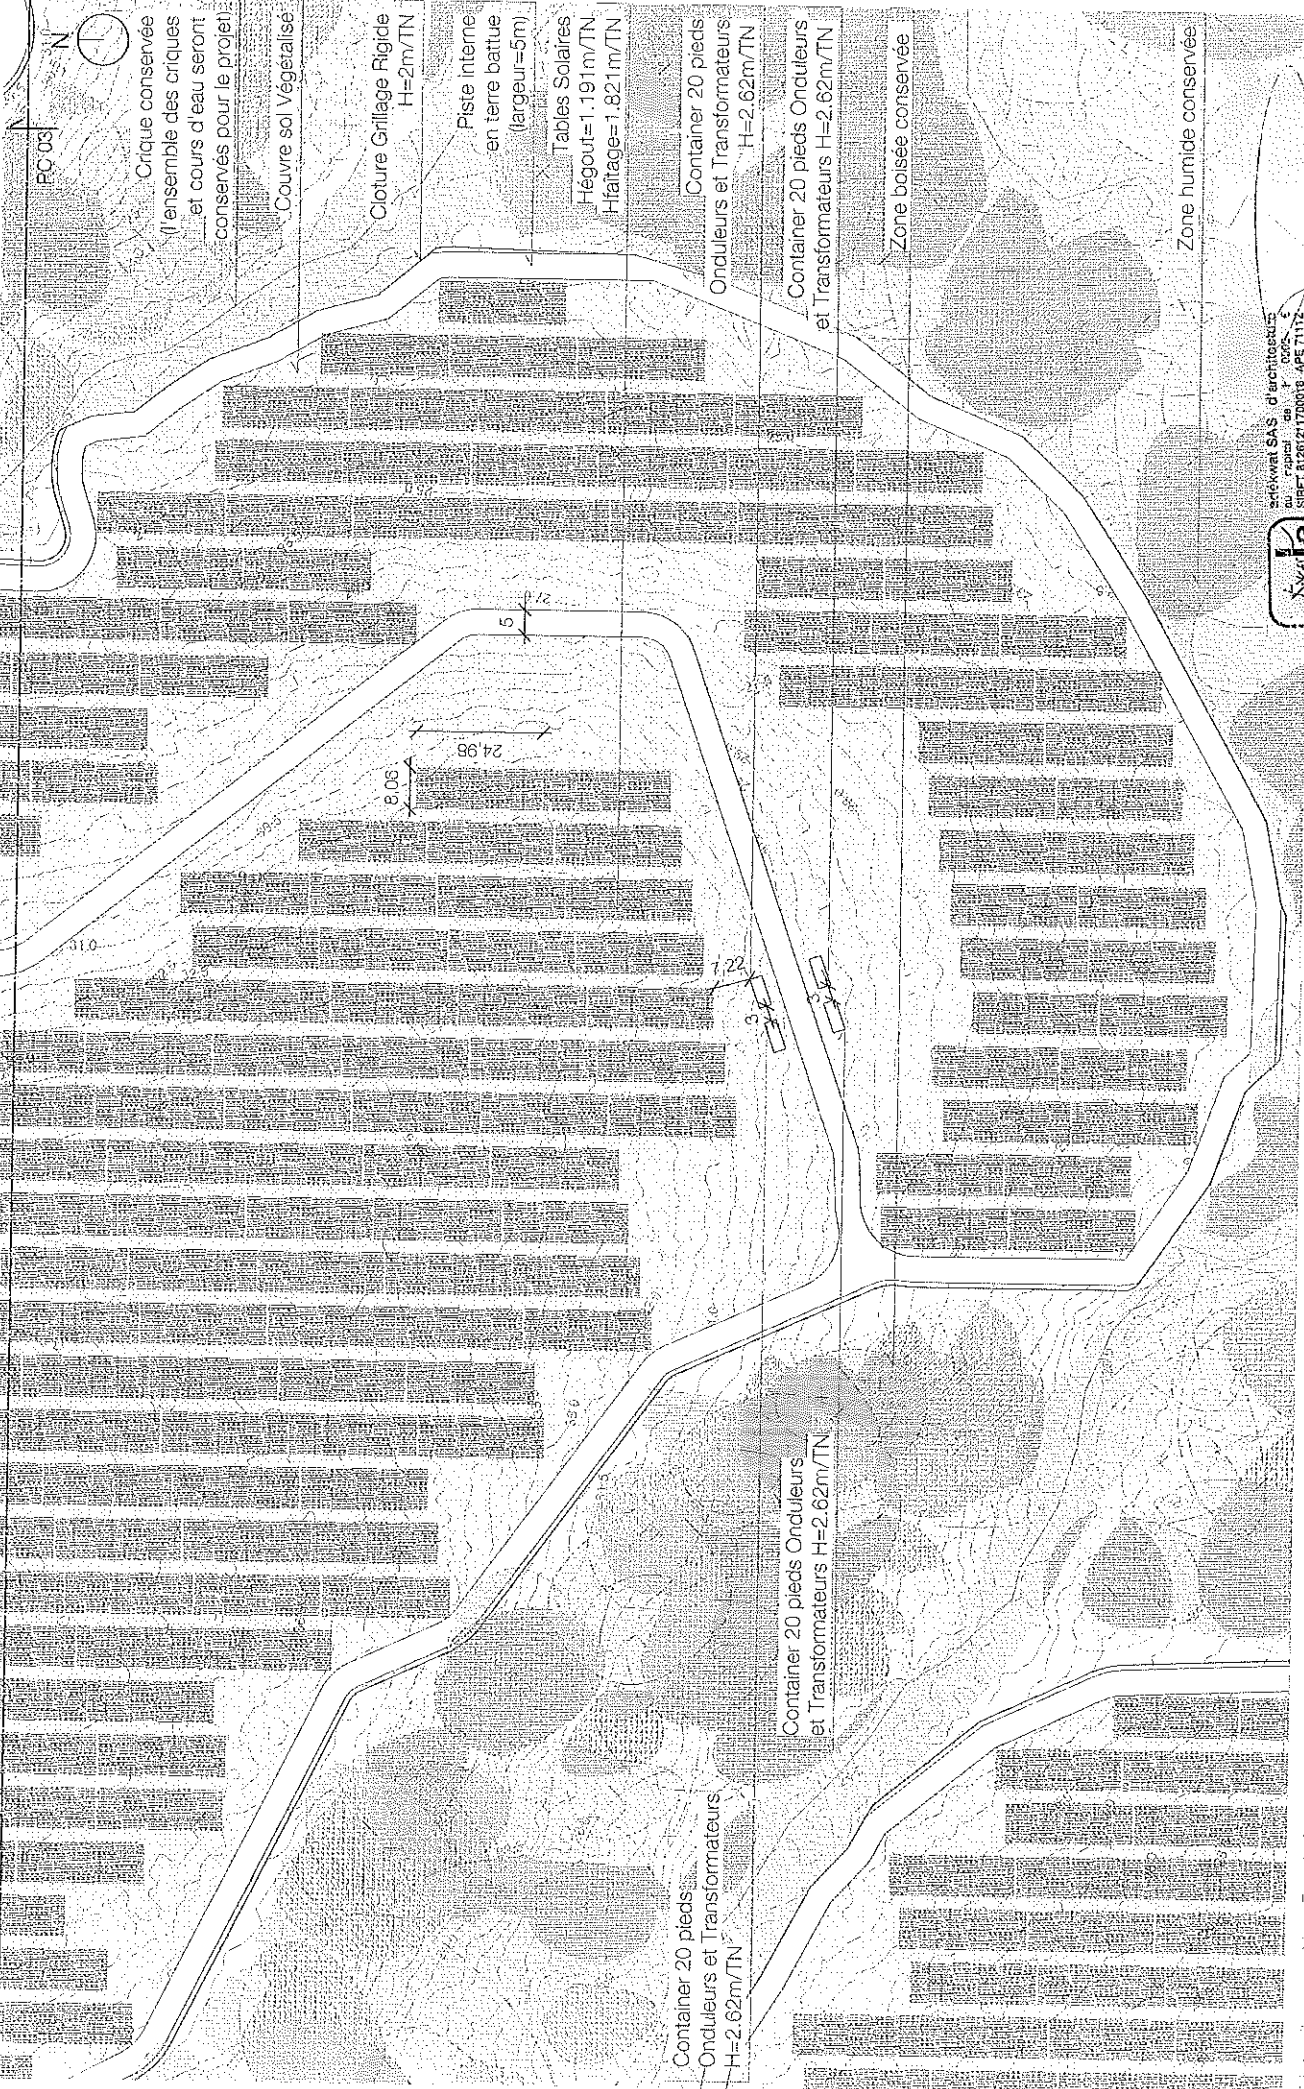 PC 03
N
Crique conservée
(l'ensemble des criques
et cours d'eau seront
conservés pour le projet)
Couvre sol Végétalisé
Cloture Grillage Rigide
H=2m/TN
Piste interne
en terre battue
(largeur=5m)
Tables Solaires
Hégout=1.191m/TN
Hfaîtage=1.821m/TN
Container 20 pieds
Onduleurs et Transformateurs
H=2.62m/TN
Container 20 pieds Onduleurs
et Transformateurs H=2.62m/TN
Zone boisée conservée
Zone humide conservée
5
24,98
8,06
31.0
7,22
3
3
Container 20 pieds Onduleurs
et Transformateurs H=2.62m/TN
Container 20 pieds
Onduleurs et Transformateurs
H=2.62m/TN
SAS d'architecture